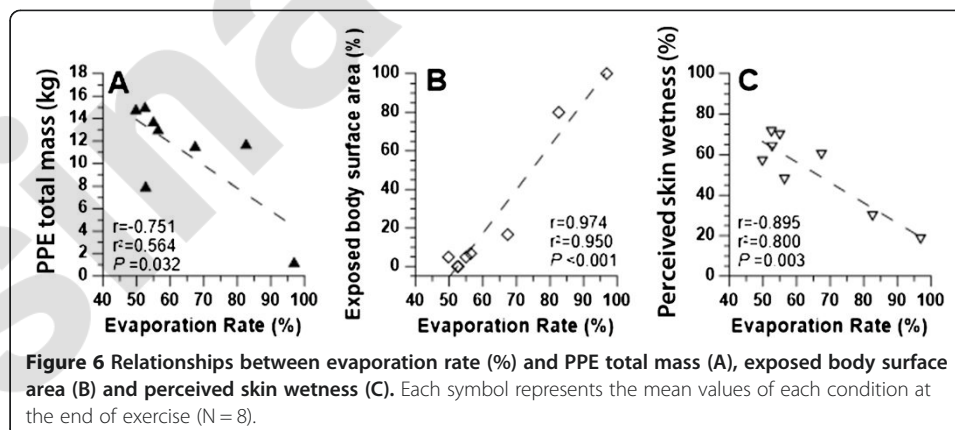 A
PPE total mass (kg)
18
16
14
12
10
8
6
4
2
0
r=-0.751
r²=0.564
P =0.032
40 50 60 70 80 90 100
Evaporation Rate (%)
B
Exposed body surface area (%)
100
80
60
40
20
0
r=0.974
r²=0.950
P <0.001
40 50 60 70 80 90 100
Evaporation Rate (%)
C
Perceived skin wetness (%)
100
80
60
40
20
0
r=-0.895
r²=0.800
P =0.003
40 50 60 70 80 90 100
Evaporation Rate (%)
Figure 6 Relationships between evaporation rate (%) and PPE total mass (A), exposed body surface
area (B) and perceived skin wetness (C). Each symbol represents the mean values of each condition at
the end of exercise (N = 8).